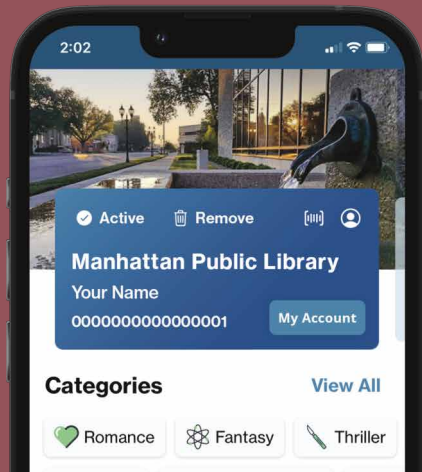 2:02
Active Remove
Manhattan Public Library
Your Name
0000000000000001 My Account
Categories View All
Romance Fantasy Thriller